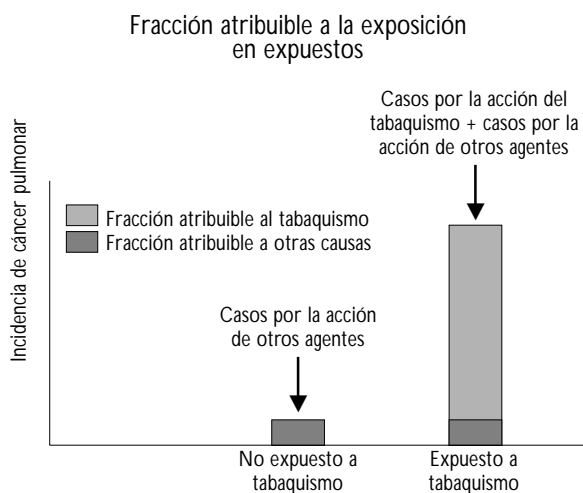 Fracción atribuible a la exposición
en expuestos
Casos por la acción del
tabaquismo + casos por la
acción de otros agentes
Incidencia de cáncer pulmonar
Fracción atribuible al tabaquismo
Fracción atribuible a otras causas
Casos por la acción
de otros agentes
No expuesto a
tabaquismo
Expuesto a
tabaquismo